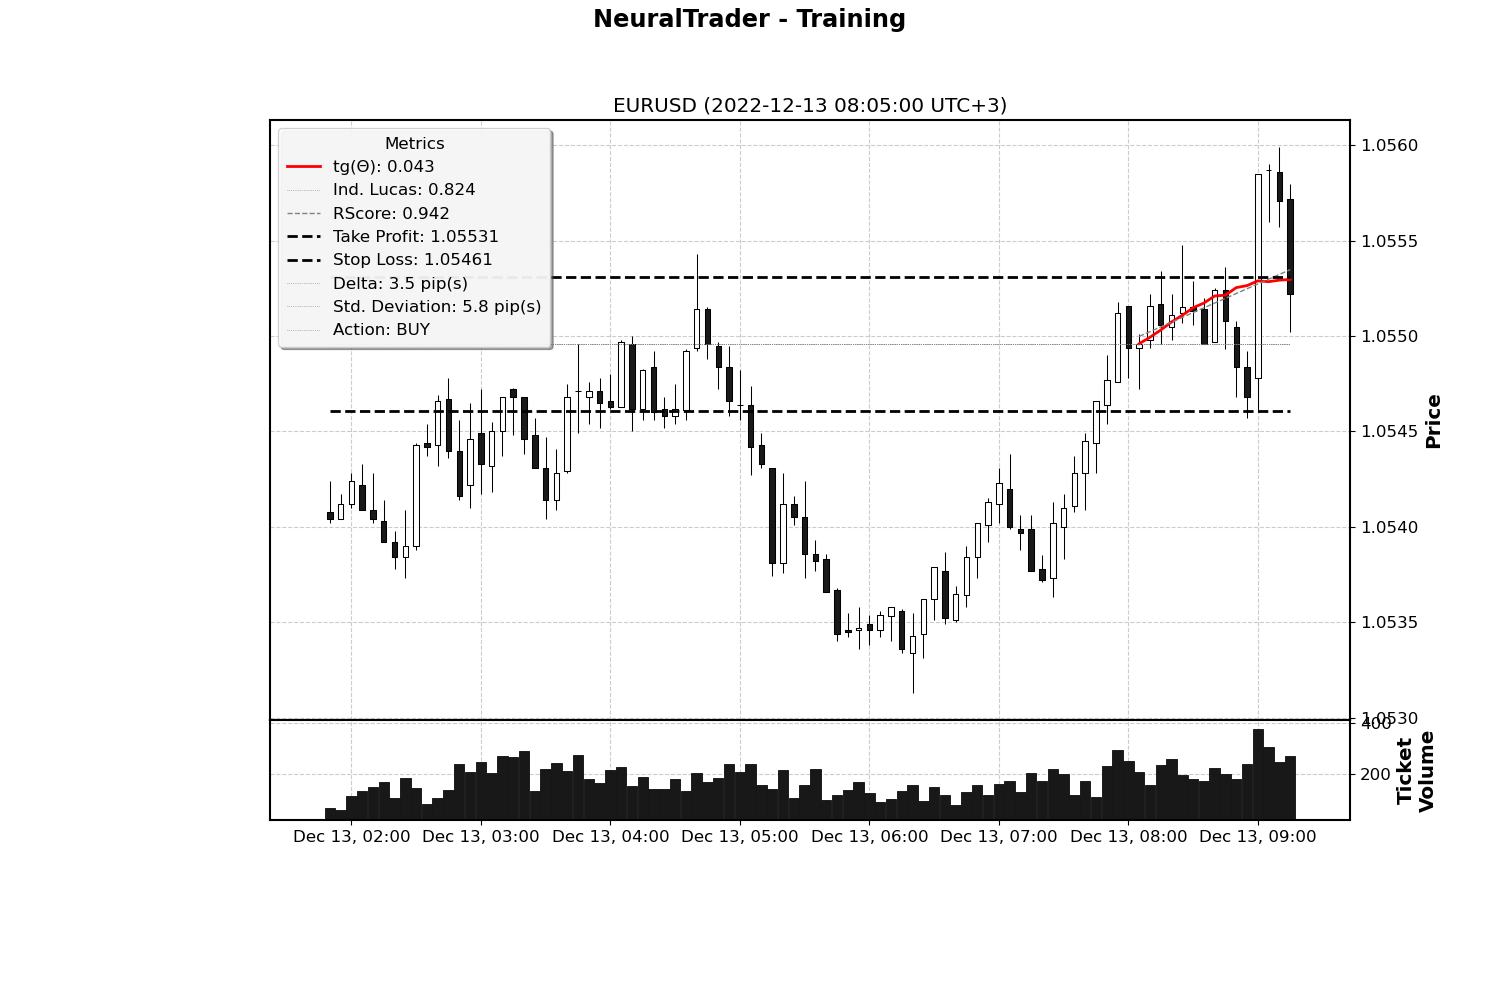 NeuralTrader - Training
EURUSD (2022-12-13 08:05:00 UTC+3)
Metrics
tg(Θ): 0.043
Ind. Lucas: 0.824
RScore: 0.942
Take Profit: 1.05531
Stop Loss: 1.05461
Delta: 3.5 pip(s)
Std. Deviation: 5.8 pip(s)
Action: BUY
1.0560
1.0555
1.0550
1.0545
1.0540
1.0535
1.0530
Price
400
200
Ticket
Volume
Dec 13, 02:00 Dec 13, 03:00 Dec 13, 04:00 Dec 13, 05:00 Dec 13, 06:00 Dec 13, 07:00 Dec 13, 08:00 Dec 13, 09:00